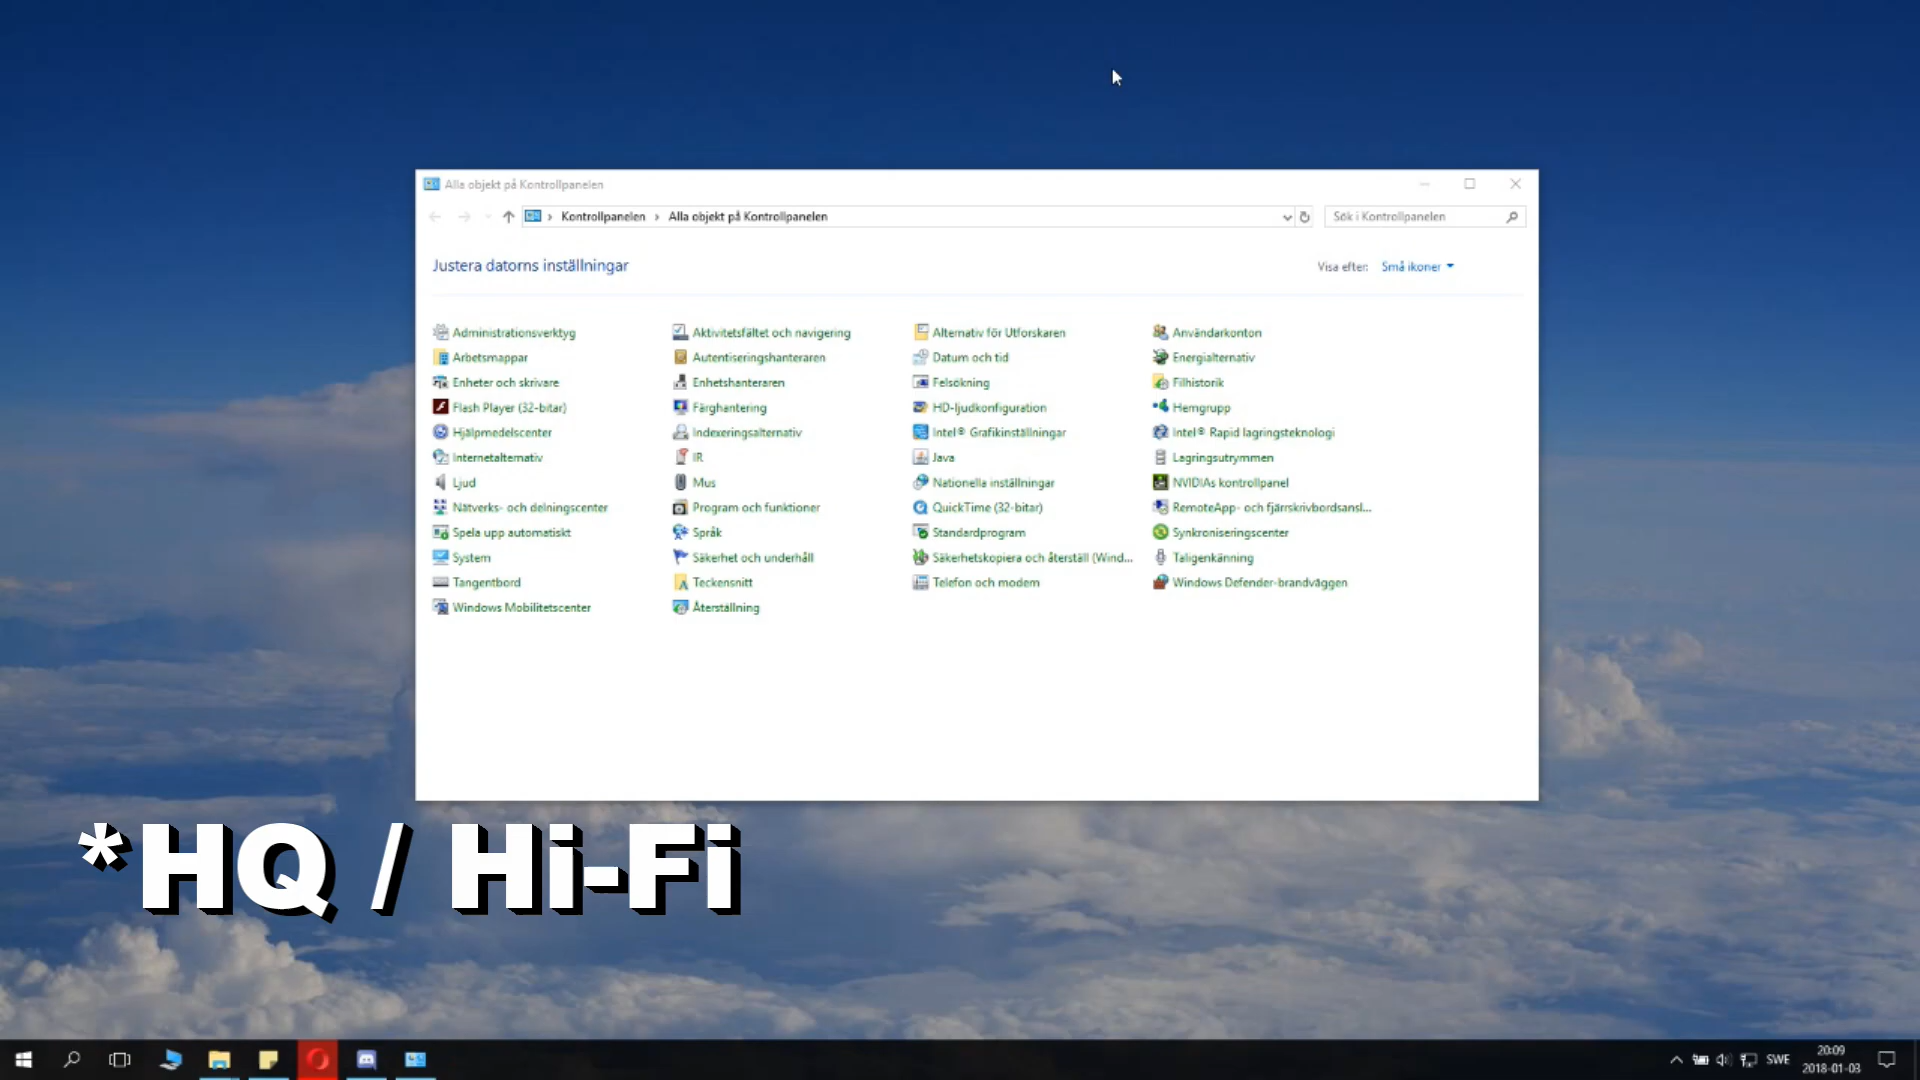 Alla objekt på Kontrollpanelen
Kontrollpanelen › Alla objekt på Kontrollpanelen
Sök i Kontrollpanelen
Justera datorns inställningar
Visa efter: Små ikoner
Administrationsverktyg Aktivitetsfältet och navigering Alternativ för Utforskaren Användarkonton
Arbetsmappar Autentiseringshanteraren Datum och tid Energialternativ
Enheter och skrivare Enhetshanteraren Felsökning Filhistorik
Flash Player (32-bitar) Färghantering HD-ljudkonfiguration Hemgrupp
Hjälpmedelscenter Indexeringsalternativ Intel® Grafikinställningar Intel® Rapid lagringsteknologi
Internetalternativ IR Java Lagringsutrymmen
Ljud Mus Nationella inställningar NVIDIAs kontrollpanel
Nätverks- och delningscenter Program och funktioner QuickTime (32-bitar) RemoteApp- och fjärrskrivbordsansl...
Spela upp automatiskt Språk Standardprogram Synkroniseringscenter
System Säkerhet och underhåll Säkerhetskopiera och återställ (Wind... Taligenkänning
Tangentbord Teckensnitt Telefon och modem Windows Defender-brandväggen
Windows Mobilitetscenter Återställning
*HQ / Hi-Fi
SWE
20:09
2018-01-03